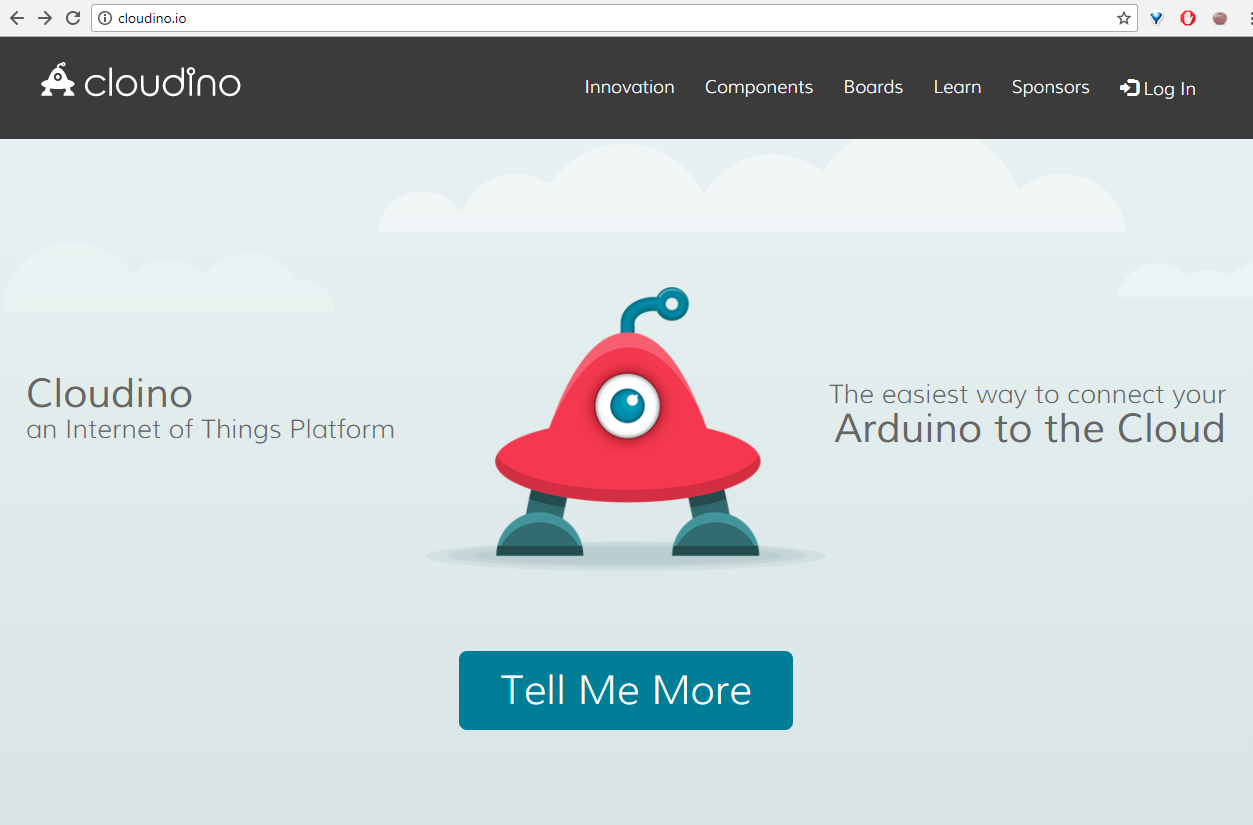 cloudino.io
cloudino
Innovation Components Boards Learn Sponsors Log In
Cloudino
an Internet of Things Platform
The easiest way to connect your
Arduino to the Cloud
Tell Me More